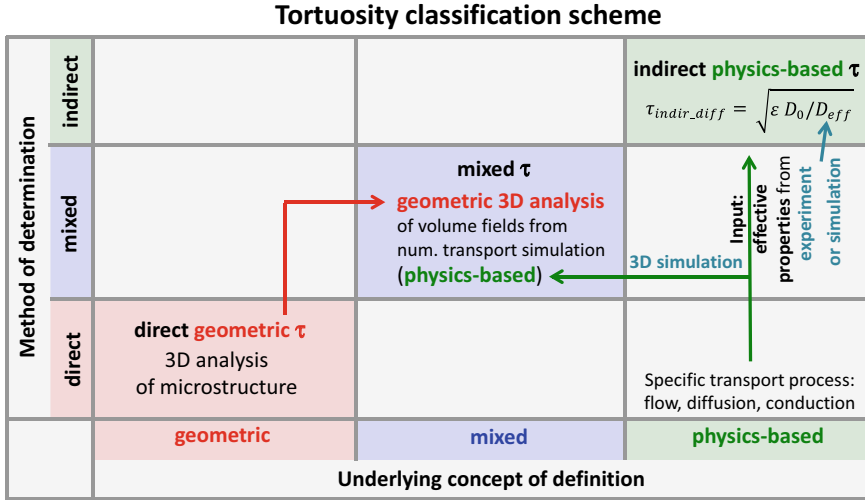 Tortuosity classification scheme
Method of determination
indirect
mixed
direct
indirect physics-based τ
τ_indir_diff = √ε D₀/D_eff
mixed τ
geometric 3D analysis
of volume fields from
num. transport simulation
(physics-based)
3D simulation
Input:
effective
properties from
experiment
or simulation
direct geometric τ
3D analysis
of microstructure
Specific transport process:
flow, diffusion, conduction
geometric
mixed
physics-based
Underlying concept of definition